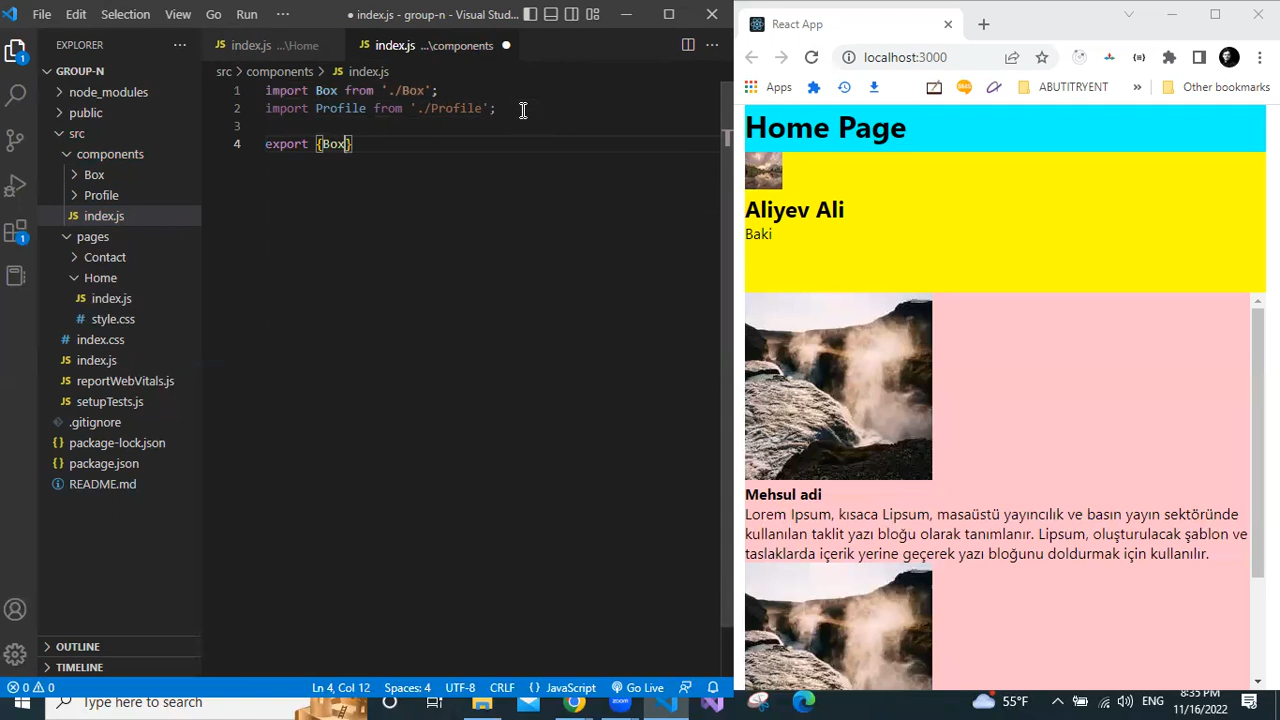 File Edit Selection View Go Run ··· ● index.js - group-n - Visual Stud...
EXPLORER ···
GROUP-N
node_modules
public
src
components
Box
Profile
index.js
pages
Contact
Home
index.js
style.css
index.css
index.js
reportWebVitals.js
setupTests.js
.gitignore
package-lock.json
package.json
README.md
OUTLINE
TIMELINE
index.js ...\Home index.js ...\components ●
src > components > index.js
1 import Box from './Box';
2 import Profile from './Profile';
3
4 export {Box}
0 0 Ln 4, Col 12 Spaces: 4 UTF-8 CRLF {} JavaScript Go Live
React App
localhost:3000
Apps ABUTITRYENT » Other bookmarks
Home Page
Aliyev Ali
Baki
Mehsul adi
Lorem Ipsum, kısaca Lipsum, masaüstü yayıncılık ve basın yayın sektöründe
kullanılan taklit yazı bloğu olarak tanımlanır. Lipsum, oluşturulacak şablon ve
taslaklarda içerik yerine geçerek yazı bloğunu doldurmak için kullanılır.
Type here to search
zoom
55°F ENG 8:35 PM
11/16/2022